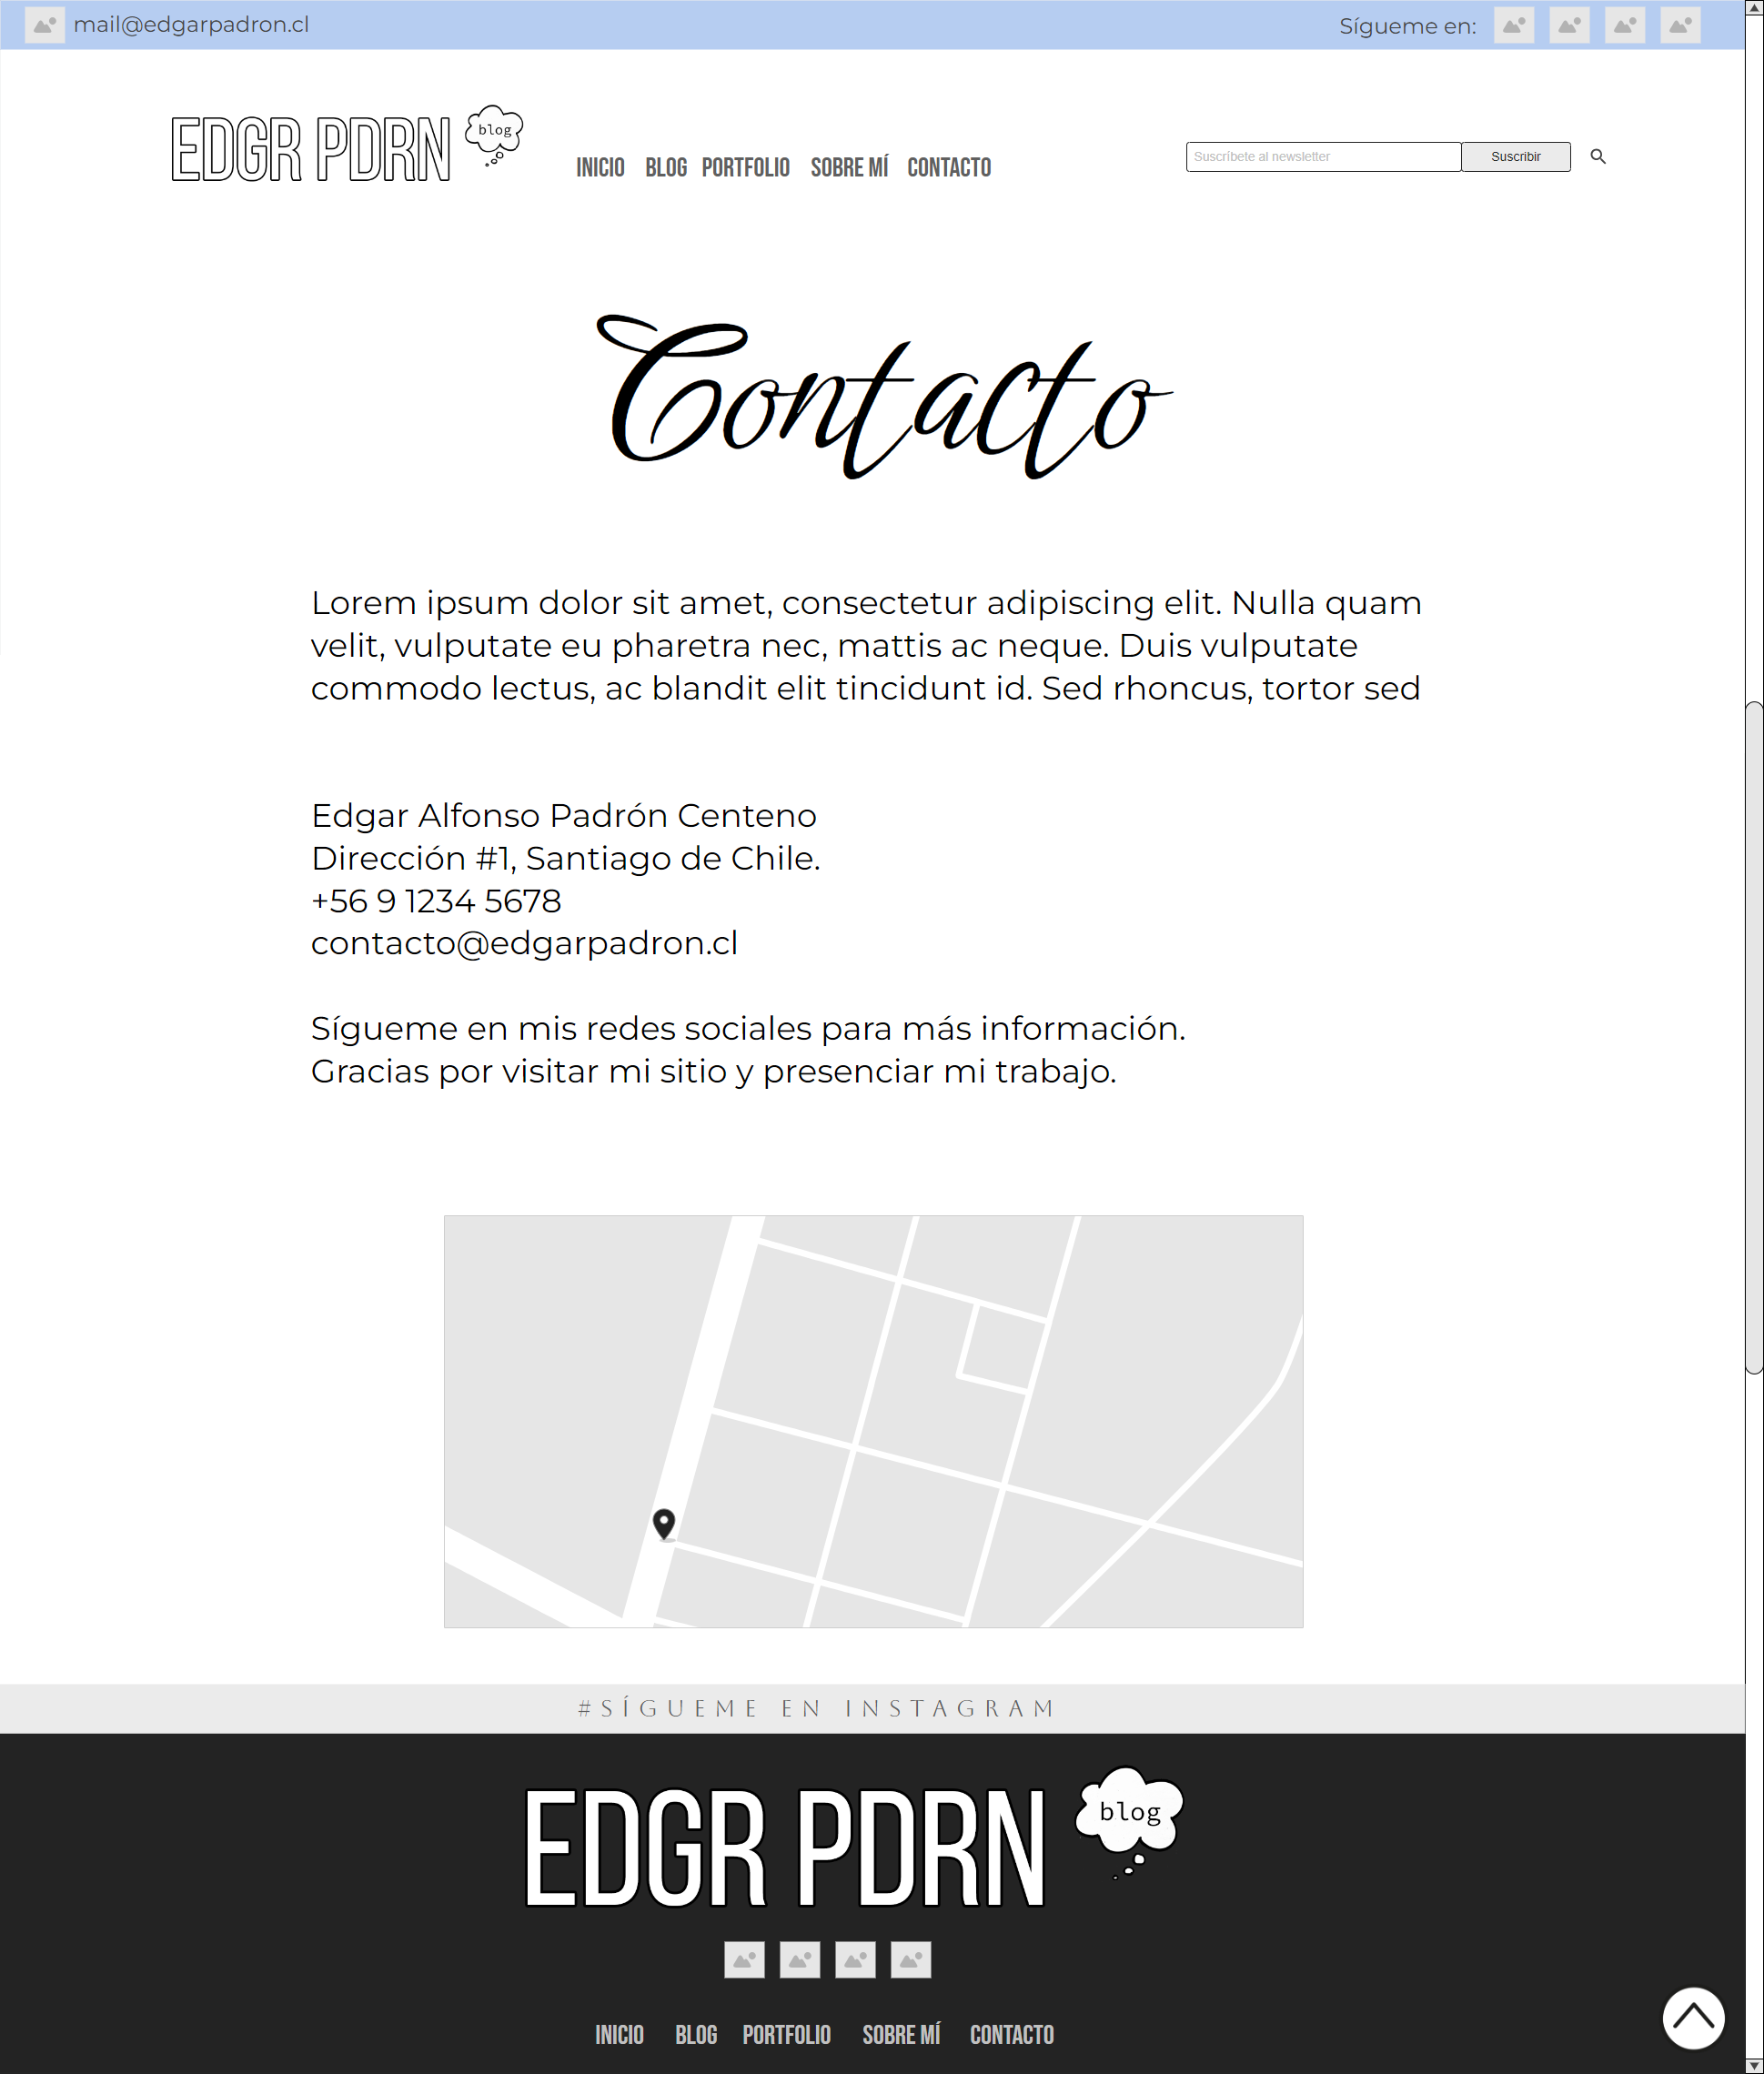 mail@edgarpadron.cl
Sígueme en:
EDGR PDRN blog
INICIO BLOG PORTFOLIO SOBRE MÍ CONTACTO
Suscríbete al newsletter Suscribir
Contacto
Lorem ipsum dolor sit amet, consectetur adipiscing elit. Nulla quam
velit, vulputate eu pharetra nec, mattis ac neque. Duis vulputate
commodo lectus, ac blandit elit tincidunt id. Sed rhoncus, tortor sed
Edgar Alfonso Padrón Centeno
Dirección #1, Santiago de Chile.
+56 9 1234 5678
contacto@edgarpadron.cl
Sígueme en mis redes sociales para más información.
Gracias por visitar mi sitio y presenciar mi trabajo.
#SÍGUEME EN INSTAGRAM
EDGR PDRN blog
INICIO BLOG PORTFOLIO SOBRE MÍ CONTACTO